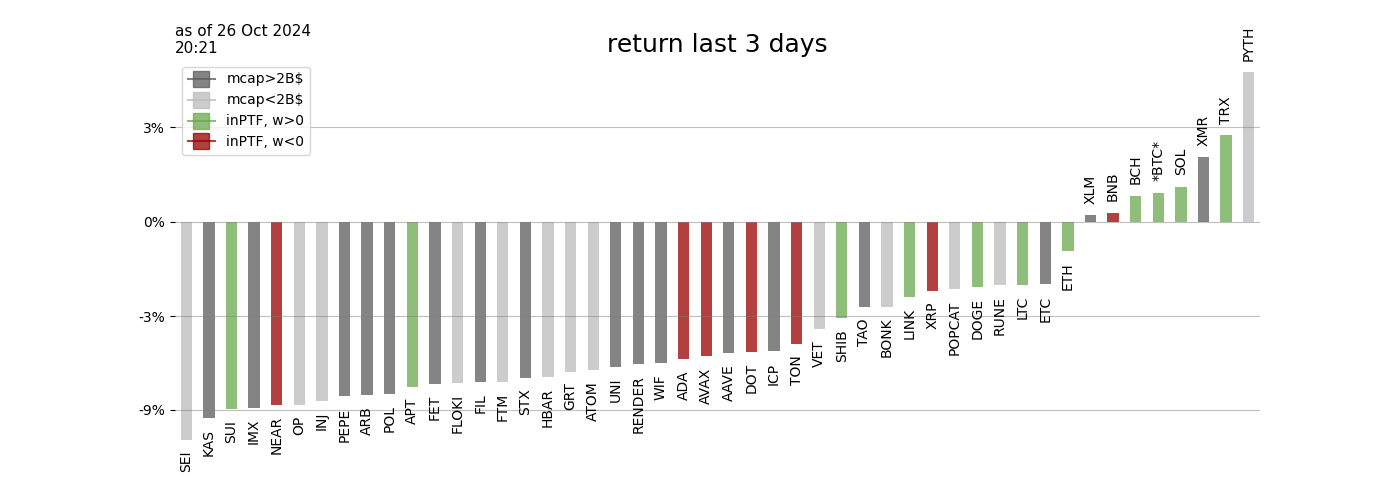 as of 26 Oct 2024
20:21
return last 3 days
mcap>2B$
mcap<2B$
inPTF, w>0
inPTF, w<0
3%
0%
-3%
-9%
SEI
KAS
SUI
IMX
NEAR
OP
INJ
PEPE
ARB
POL
APT
FET
FLOKI
FIL
FTM
STX
HBAR
GRT
ATOM
UNI
RENDER
WIF
ADA
AVAX
AAVE
DOT
ICP
TON
VET
SHIB
TAO
BONK
LINK
XRP
POPCAT
DOGE
RUNE
LTC
ETC
ETH
XLM
BNB
BCH
*BTC*
SOL
XMR
TRX
PYTH